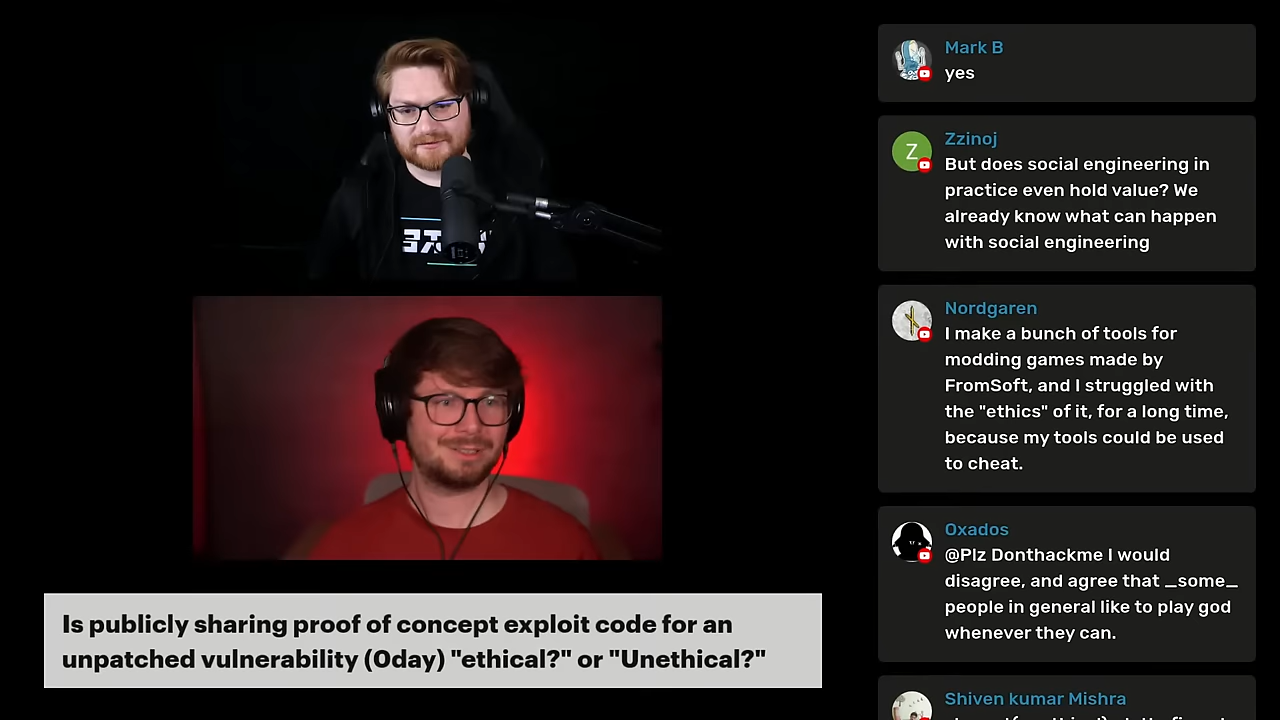 Is publicly sharing proof of concept exploit code for an
unpatched vulnerability (0day) "ethical?" or "Unethical?"
Mark B
yes
Z
Zzinoj
But does social engineering in
practice even hold value? We
already know what can happen
with social engineering
Nordgaren
I make a bunch of tools for
modding games made by
FromSoft, and I struggled with
the "ethics" of it, for a long time,
because my tools could be used
to cheat.
Oxados
@Plz Donthackme I would
disagree, and agree that _some_
people in general like to play god
whenever they can.
Shiven kumar Mishra